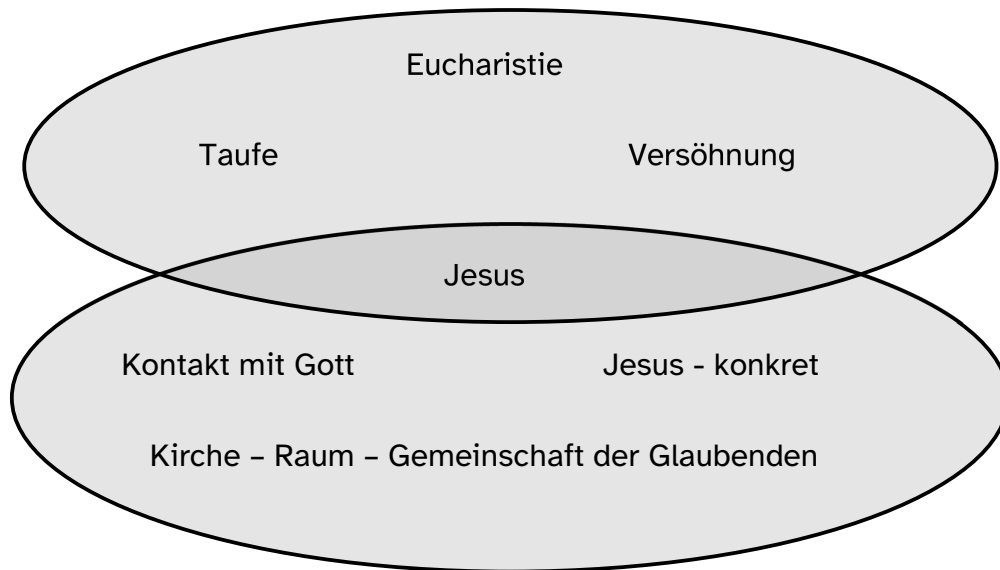 Eucharistie
Taufe Versöhnung
Jesus
Kontakt mit Gott Jesus - konkret
Kirche – Raum – Gemeinschaft der Glaubenden